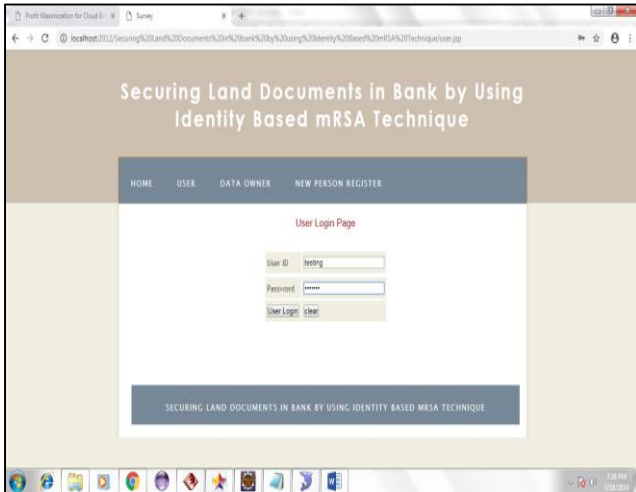 Profit Maximization for Cloud B
Survey
localhost:2012/Securing%20Land%20Documents%20in%20bank%20by%20using%20Identity%20Based%20mRSA%20Technique/user.jsp
Securing Land Documents in Bank by Using
Identity Based mRSA Technique
HOME USER DATA OWNER NEW PERSON REGISTER
User Login Page
User ID testing
Password
User Login clear
SECURING LAND DOCUMENTS IN BANK BY USING IDENTITY BASED MRSA TECHNIQUE